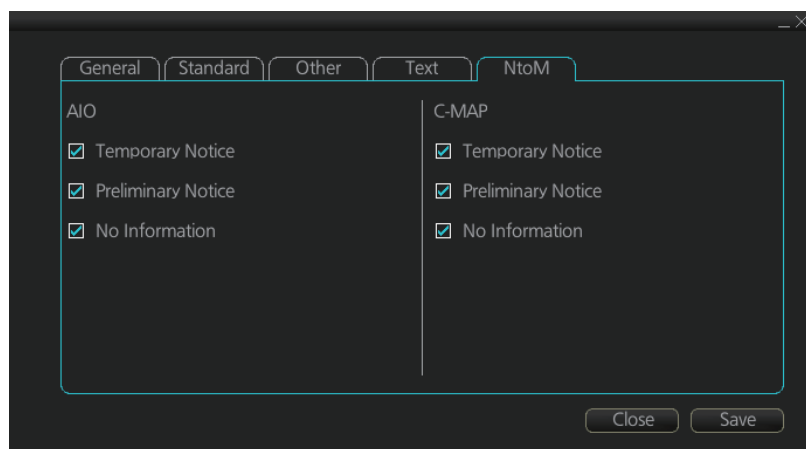 General Standard Other Text NtoM
AIO C-MAP
Temporary Notice Temporary Notice
Preliminary Notice Preliminary Notice
No Information No Information
Close Save